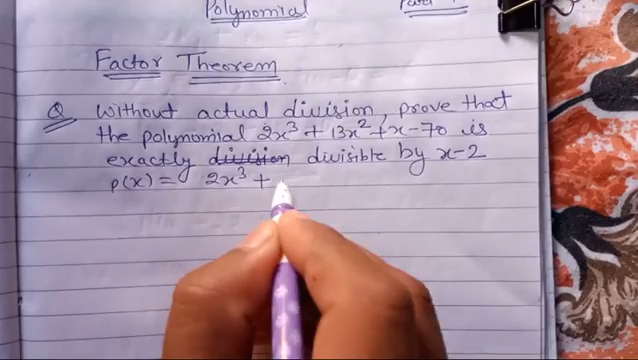 Polynomial Part
Factor Theorem
Q Without actual division, prove that
the polynomial 2x³ + 13x² + x - 70 is
exactly division divisible by x-2
p(x) = 2x³ +